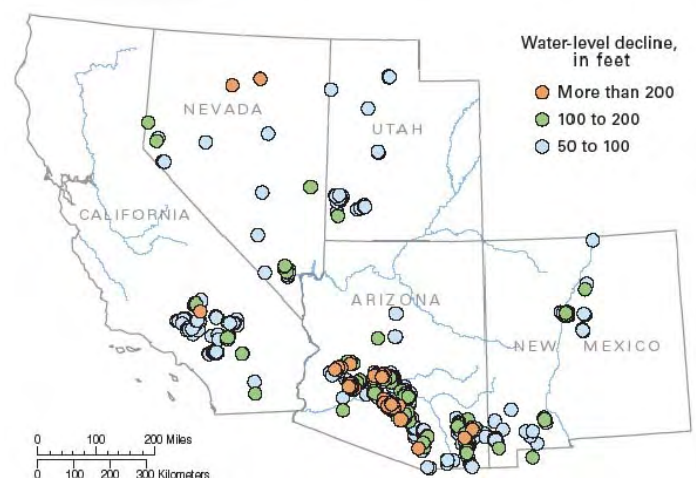 Water-level decline,
in feet
More than 200
100 to 200
50 to 100
NEVADA
UTAH
CALIFORNIA
ARIZONA
NEW MEXICO
0 100 200 Miles
0 100 200 300 Kilometers